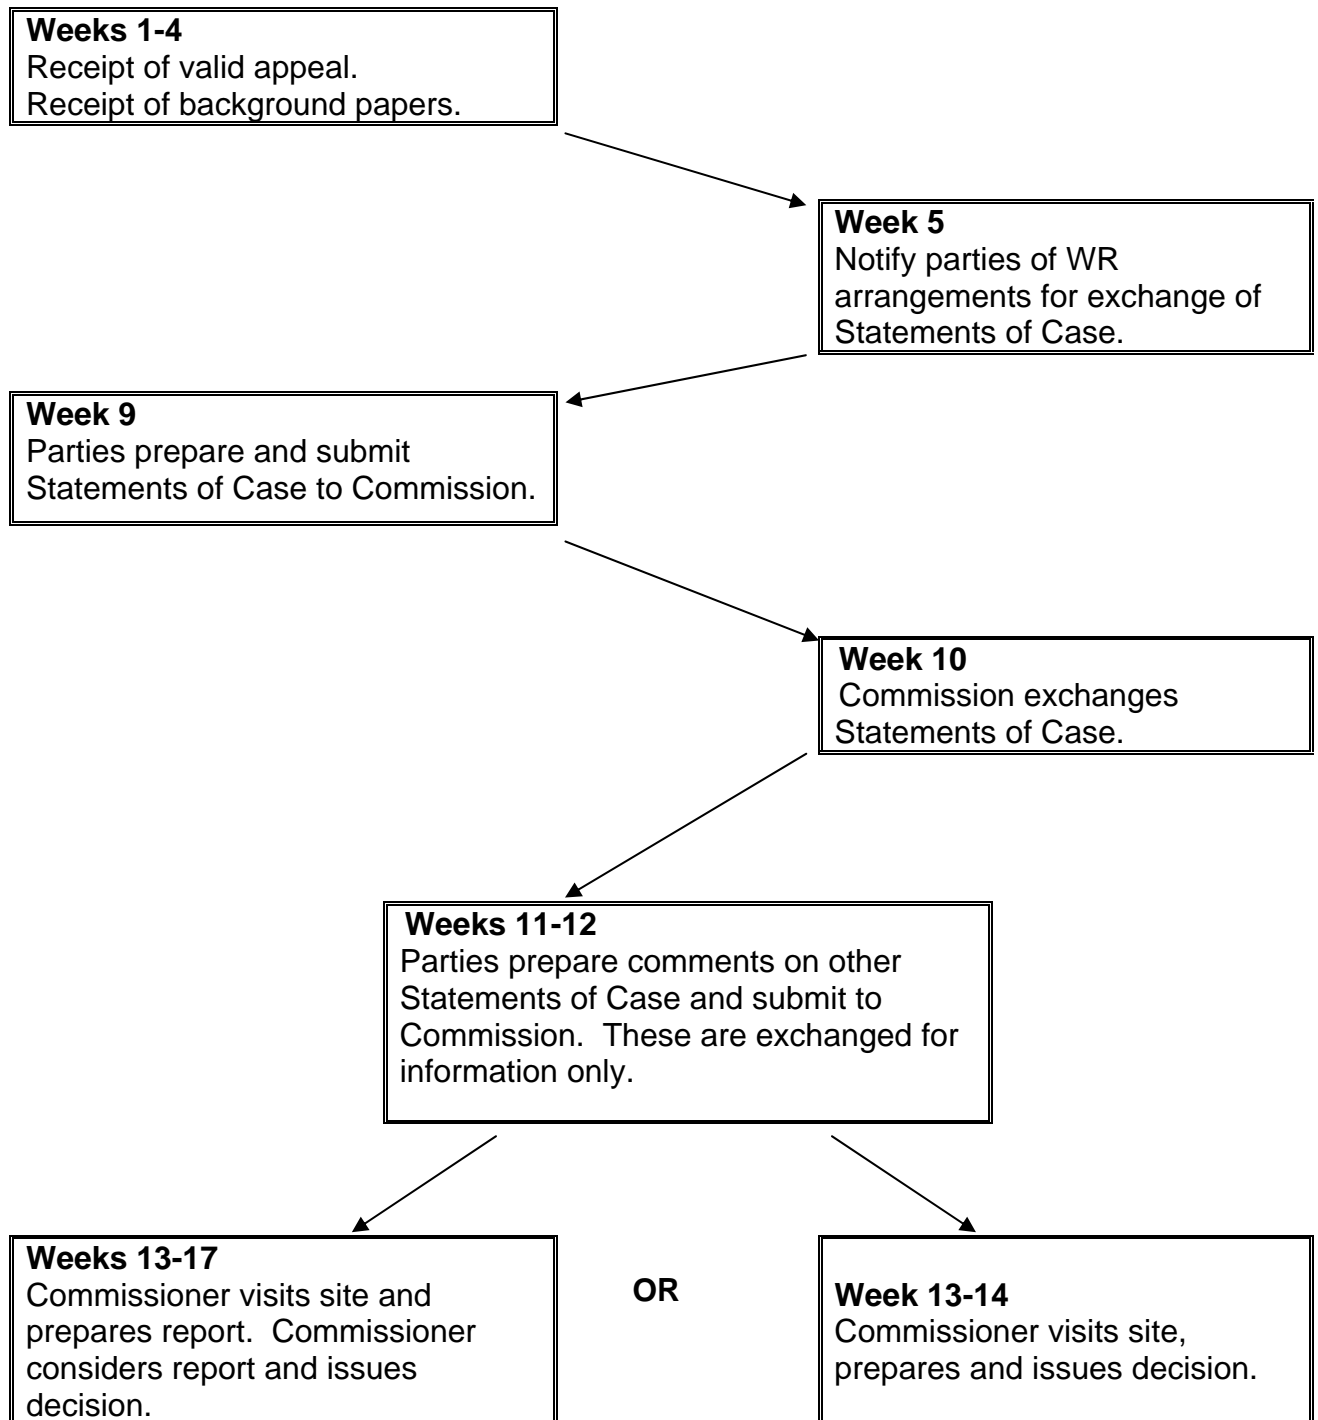 Weeks 1-4
Receipt of valid appeal.
Receipt of background papers.
Week 5
Notify parties of WR
arrangements for exchange of
Statements of Case.
Week 9
Parties prepare and submit
Statements of Case to Commission.
Week 10
Commission exchanges
Statements of Case.
Weeks 11-12
Parties prepare comments on other
Statements of Case and submit to
Commission.  These are exchanged for
information only.
Weeks 13-17
Commissioner visits site and
prepares report.  Commissioner
considers report and issues
decision.
OR
Week 13-14
Commissioner visits site,
prepares and issues decision.